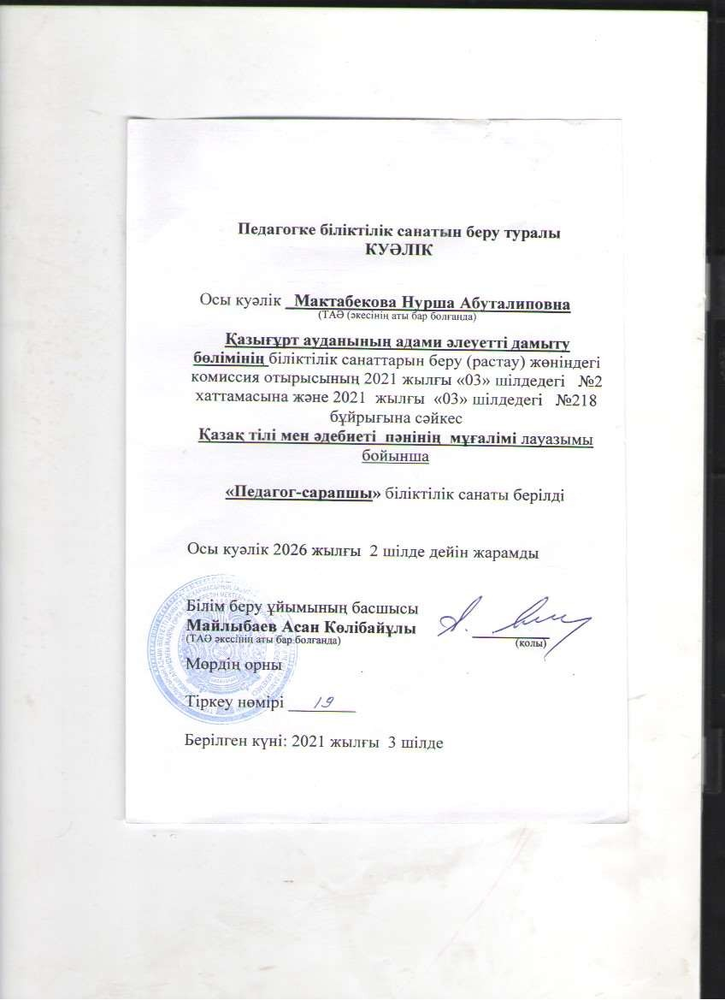 Педагогке біліктілік санатын беру туралы
КУӘЛІК
Осы куәлік _Мактабекова Нурша Абуталиповна
(ТАӘ (әкесінің аты бар болғанда)
Қазығұрт ауданының адами әлеуетті дамыту
бөлімінің біліктілік санаттарын беру (растау) жөніндегі
комиссия отырысының 2021 жылғы «03» шілдедегі №2
хаттамасына және 2021 жылғы «03» шілдедегі №218
бұйрығына сәйкес
Қазақ тілі мен әдебиеті пәнінің мұғалімі лауазымы
бойынша
«Педагог-сарапшы» біліктілік санаты берілді
Осы куәлік 2026 жылғы 2 шілде дейін жарамды
Білім беру ұйымының басшысы
Майлыбаев Асан Көлібайұлы
(ТАӘ әкесінің аты бар болғанда)
(қолы)
Мөрдің орны
Тіркеу нөмірі 19
Берілген күні: 2021 жылғы 3 шілде